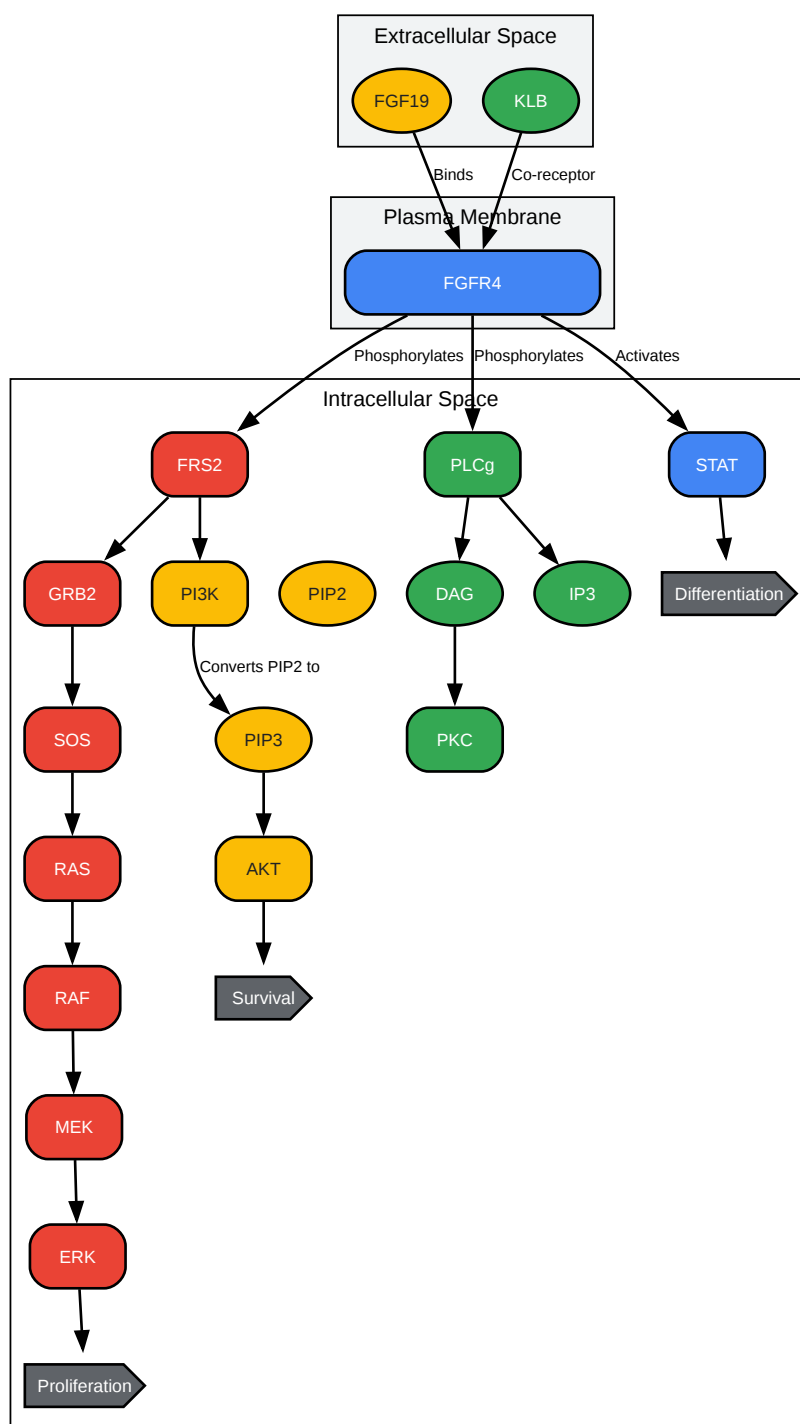 Extracellular Space
FGF19
KLB
Binds
Co-receptor
Plasma Membrane
FGFR4
Phosphorylates
Phosphorylates
Activates
Intracellular Space
FRS2
PLCg
STAT
GRB2
PI3K
PIP2
DAG
IP3
Differentiation
Converts PIP2 to
SOS
PIP3
PKC
RAS
AKT
RAF
Survival
MEK
ERK
Proliferation